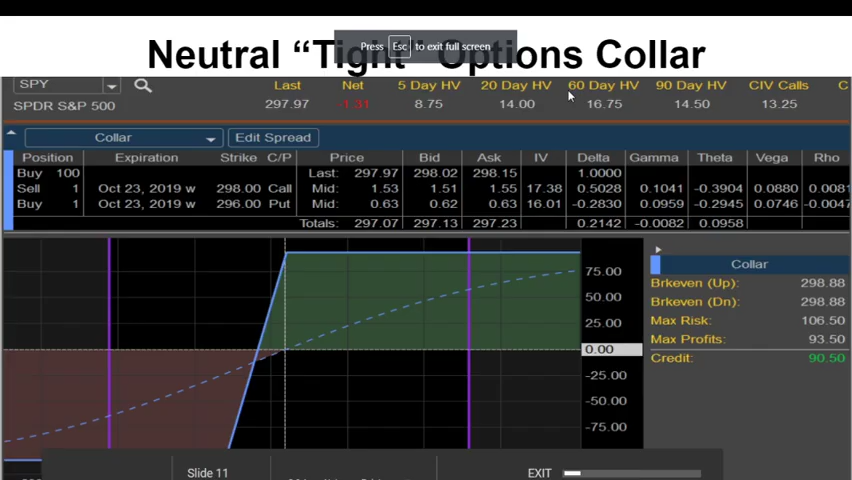 Neutral “Tight” Options Collar
Press Esc to exit full screen
SPY Last Net 5 Day HV 20 Day HV 60 Day HV 90 Day HV CIV Calls C
SPDR S&P 500 297.97 -1.31 8.75 14.00 16.75 14.50 13.25
Collar Edit Spread
Position Expiration Strike C/P Price Bid Ask IV Delta Gamma Theta Vega Rho
Buy 100 Last: 297.97 298.02 298.15 1.0000
Sell 1 Oct 23, 2019 w 298.00 Call Mid: 1.53 1.51 1.55 17.38 0.5028 0.1041 -0.3904 0.0880 0.0081
Buy 1 Oct 23, 2019 w 296.00 Put Mid: 0.63 0.62 0.63 16.01 -0.2830 0.0959 -0.2945 0.0746 -0.0047
Totals: 297.07 297.13 297.23 0.2142 -0.0082 0.0958
75.00
50.00
25.00
0.00
-25.00
-50.00
-75.00
Collar
Brkeven (Up): 298.88
Brkeven (Dn): 298.88
Max Risk: 106.50
Max Profits: 93.50
Credit: 90.50
Slide 11 EXIT